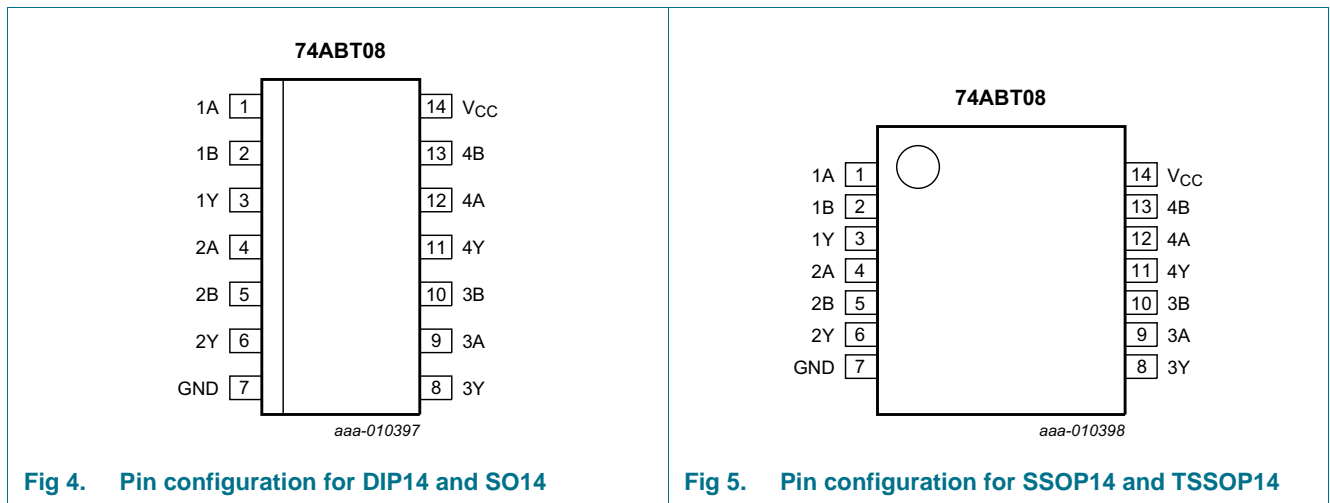 74ABT08
1A 1 14 VCC
1B 2 13 4B
1Y 3 12 4A
2A 4 11 4Y
2B 5 10 3B
2Y 6 9 3A
GND 7 8 3Y
aaa-010397
Fig 4. Pin configuration for DIP14 and SO14
74ABT08
1A 1 14 VCC
1B 2 13 4B
1Y 3 12 4A
2A 4 11 4Y
2B 5 10 3B
2Y 6 9 3A
GND 7 8 3Y
aaa-010398
Fig 5. Pin configuration for SSOP14 and TSSOP14